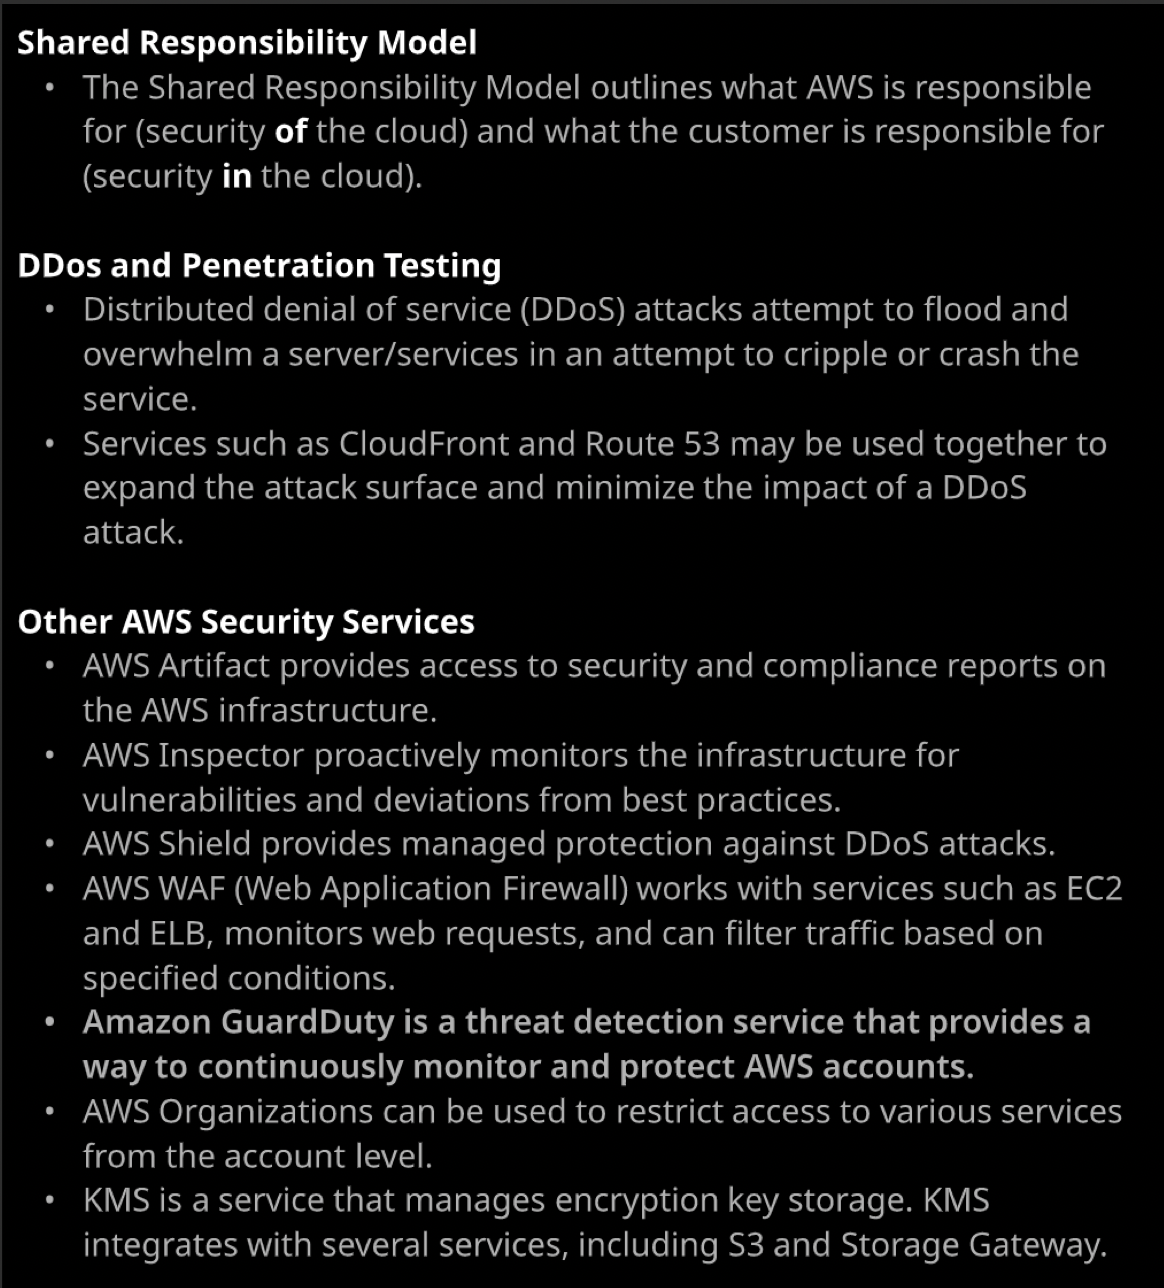 Shared Responsibility Model
• The Shared Responsibility Model outlines what AWS is responsible
for (security of the cloud) and what the customer is responsible for
(security in the cloud).
DDos and Penetration Testing
• Distributed denial of service (DDoS) attacks attempt to flood and
overwhelm a server/services in an attempt to cripple or crash the
service.
• Services such as CloudFront and Route 53 may be used together to
expand the attack surface and minimize the impact of a DDoS
attack.
Other AWS Security Services
• AWS Artifact provides access to security and compliance reports on
the AWS infrastructure.
• AWS Inspector proactively monitors the infrastructure for
vulnerabilities and deviations from best practices.
• AWS Shield provides managed protection against DDoS attacks.
• AWS WAF (Web Application Firewall) works with services such as EC2
and ELB, monitors web requests, and can filter traffic based on
specified conditions.
• Amazon GuardDuty is a threat detection service that provides a
way to continuously monitor and protect AWS accounts.
• AWS Organizations can be used to restrict access to various services
from the account level.
• KMS is a service that manages encryption key storage. KMS
integrates with several services, including S3 and Storage Gateway.